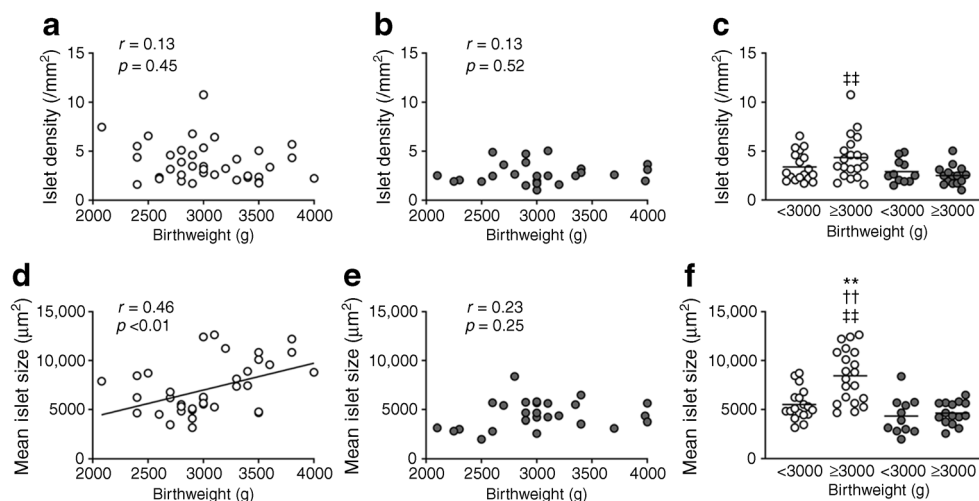 a
r = 0.13
p = 0.45
Islet density (/mm²)
15
10
5
0
2000 2500 3000 3500 4000
Birthweight (g)
b
r = 0.13
p = 0.52
Islet density (/mm²)
15
10
5
0
2000 2500 3000 3500 4000
Birthweight (g)
c
Islet density (/mm²)
15
10
5
0
‡‡
<3000 ≥3000 <3000 ≥3000
Birthweight (g)
d
r = 0.46
p <0.01
Mean islet size (μm²)
15,000
10,000
5000
0
2000 2500 3000 3500 4000
Birthweight (g)
e
r = 0.23
p = 0.25
Mean islet size (μm²)
15,000
10,000
5000
0
2000 2500 3000 3500 4000
Birthweight (g)
f
Mean islet size (μm²)
15,000
10,000
5000
0
**
††
‡‡
<3000 ≥3000 <3000 ≥3000
Birthweight (g)